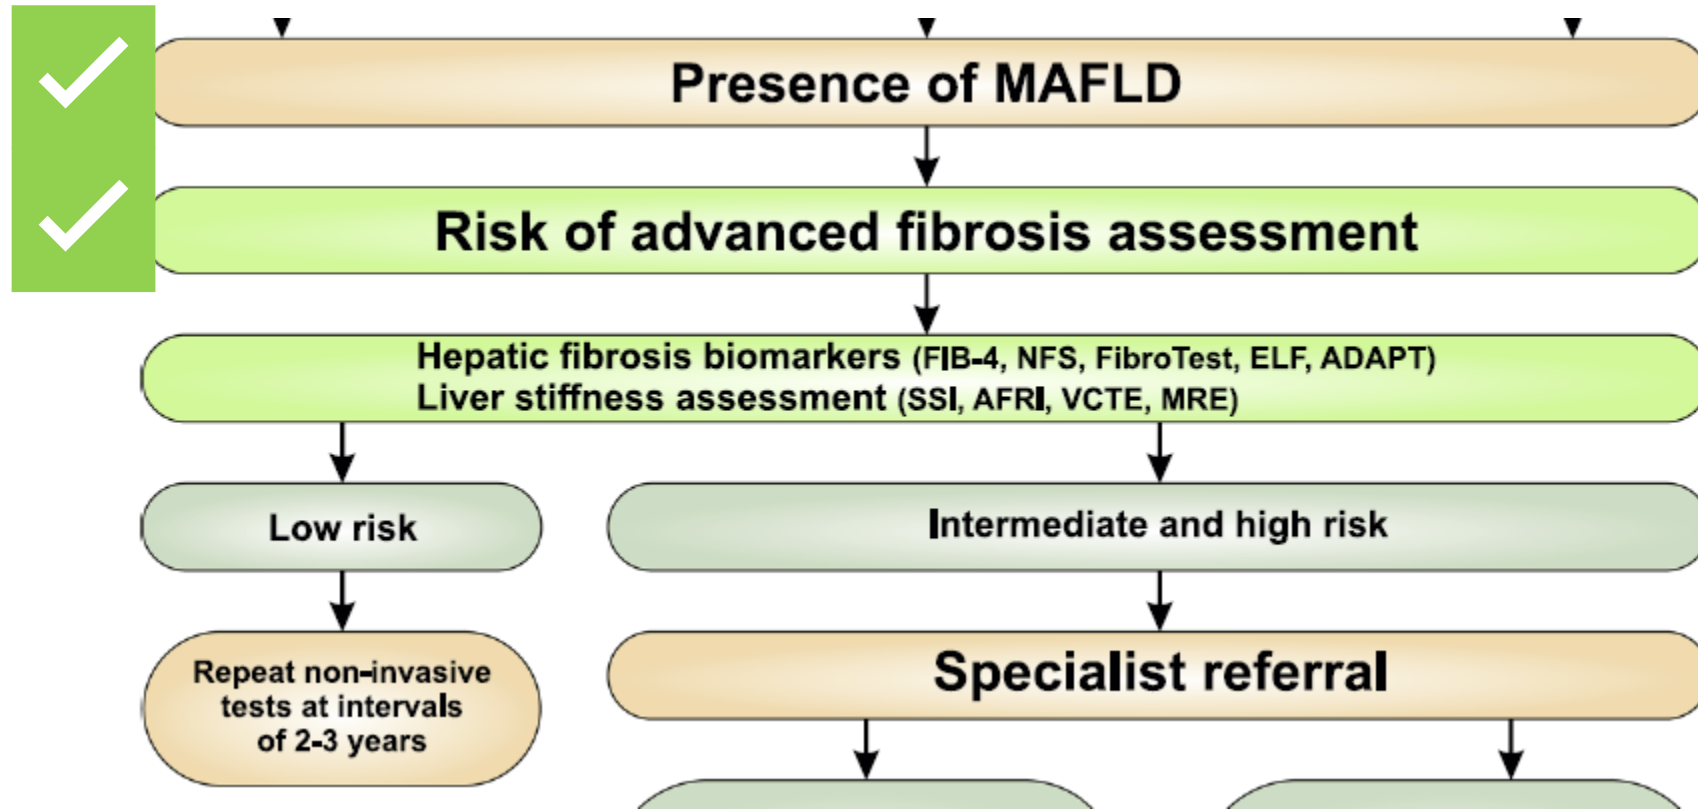 Presence of MAFLD
Risk of advanced fibrosis assessment
Hepatic fibrosis biomarkers (FIB-4, NFS, FibroTest, ELF, ADAPT)
Liver stiffness assessment (SSI, AFRI, VCTE, MRE)
Low risk
Intermediate and high risk
Repeat non-invasive
tests at intervals
of 2-3 years
Specialist referral